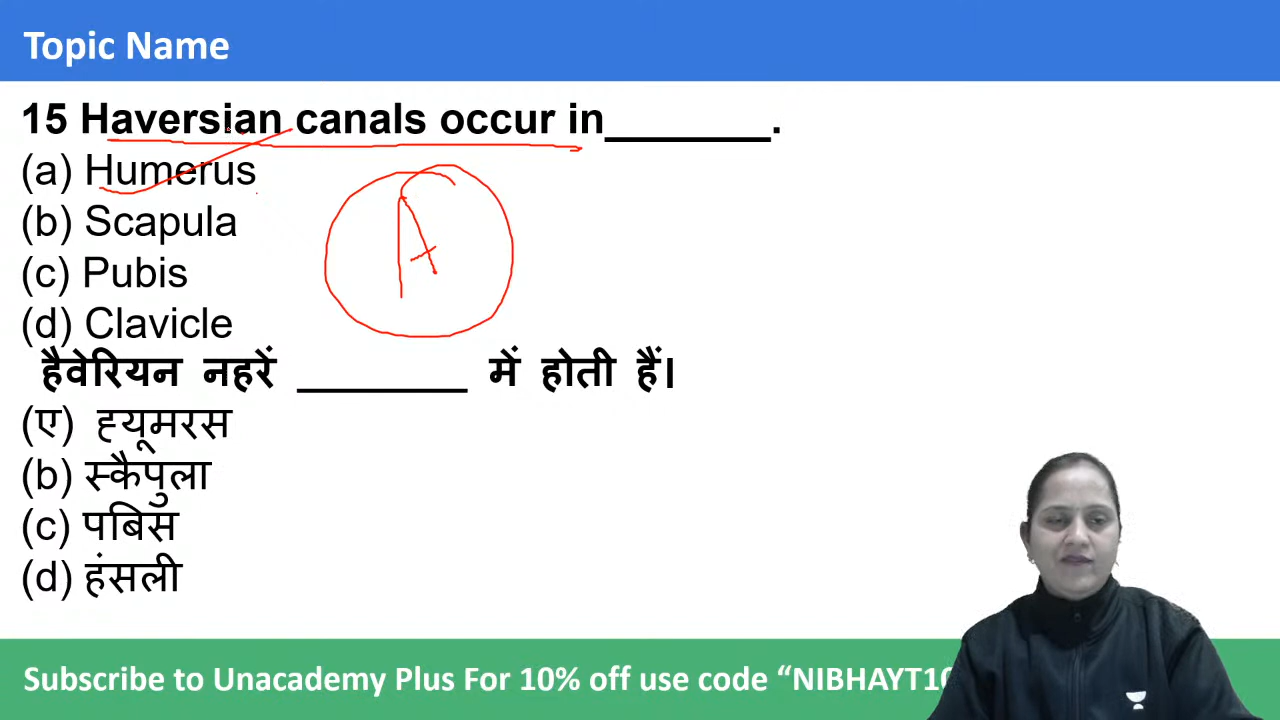 Topic Name
15 Haversian canals occur in_______.
(a) Humerus
(b) Scapula
(c) Pubis
(d) Clavicle
A
हैवेरियन नहरें ________ में होती हैं।
(ए) ह्यूमरस
(b) स्कैपुला
(c) पबिस
(d) हंसली
Subscribe to Unacademy Plus For 10% off use code “NIBHAYT10